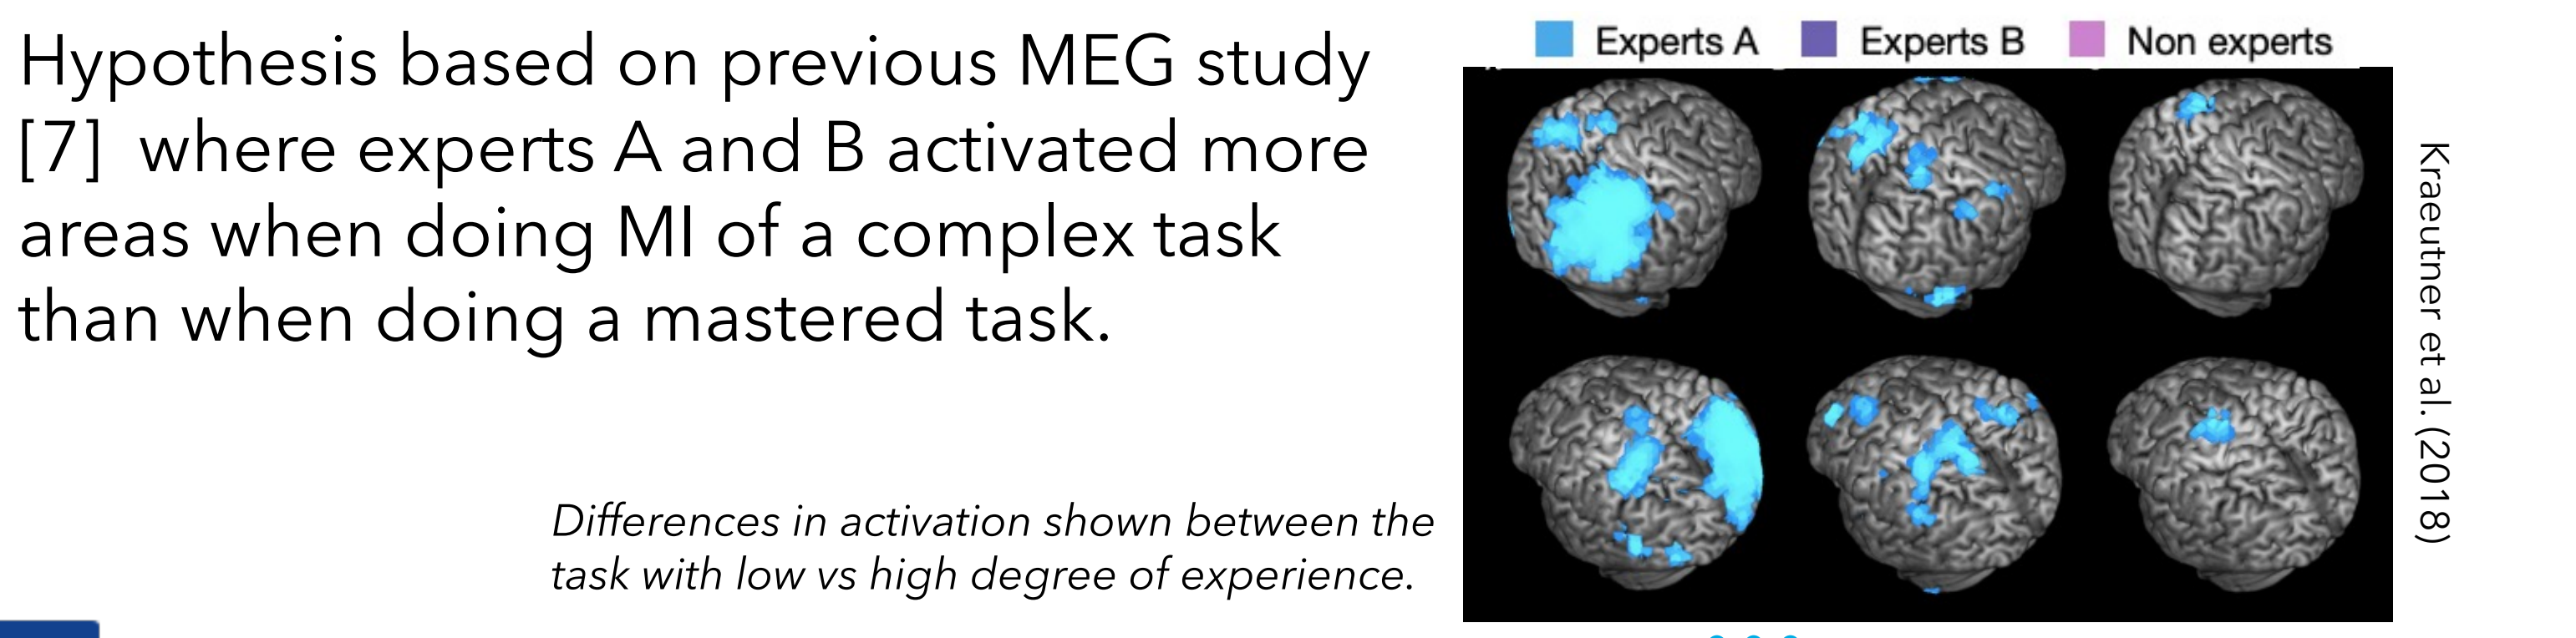 Hypothesis based on previous MEG study
[7] where experts A and B activated more
areas when doing MI of a complex task
than when doing a mastered task.
Differences in activation shown between the
task with low vs high degree of experience.
Experts A
Experts B
Non experts
Kraeutner et al. (2018)